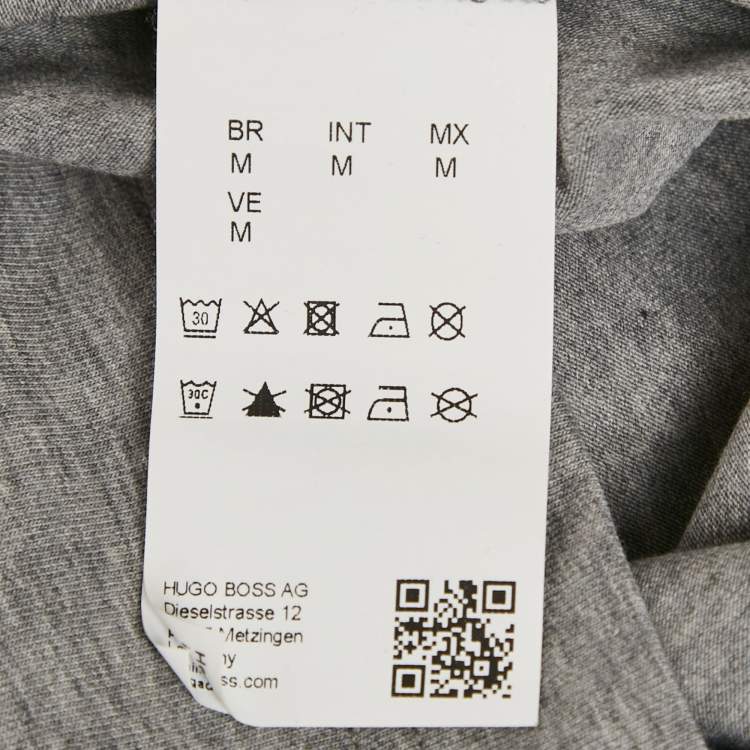 BR INT MX
M M M
VE
M
30
30C
HUGO BOSS AG
Dieselstrasse 12
Metzingen